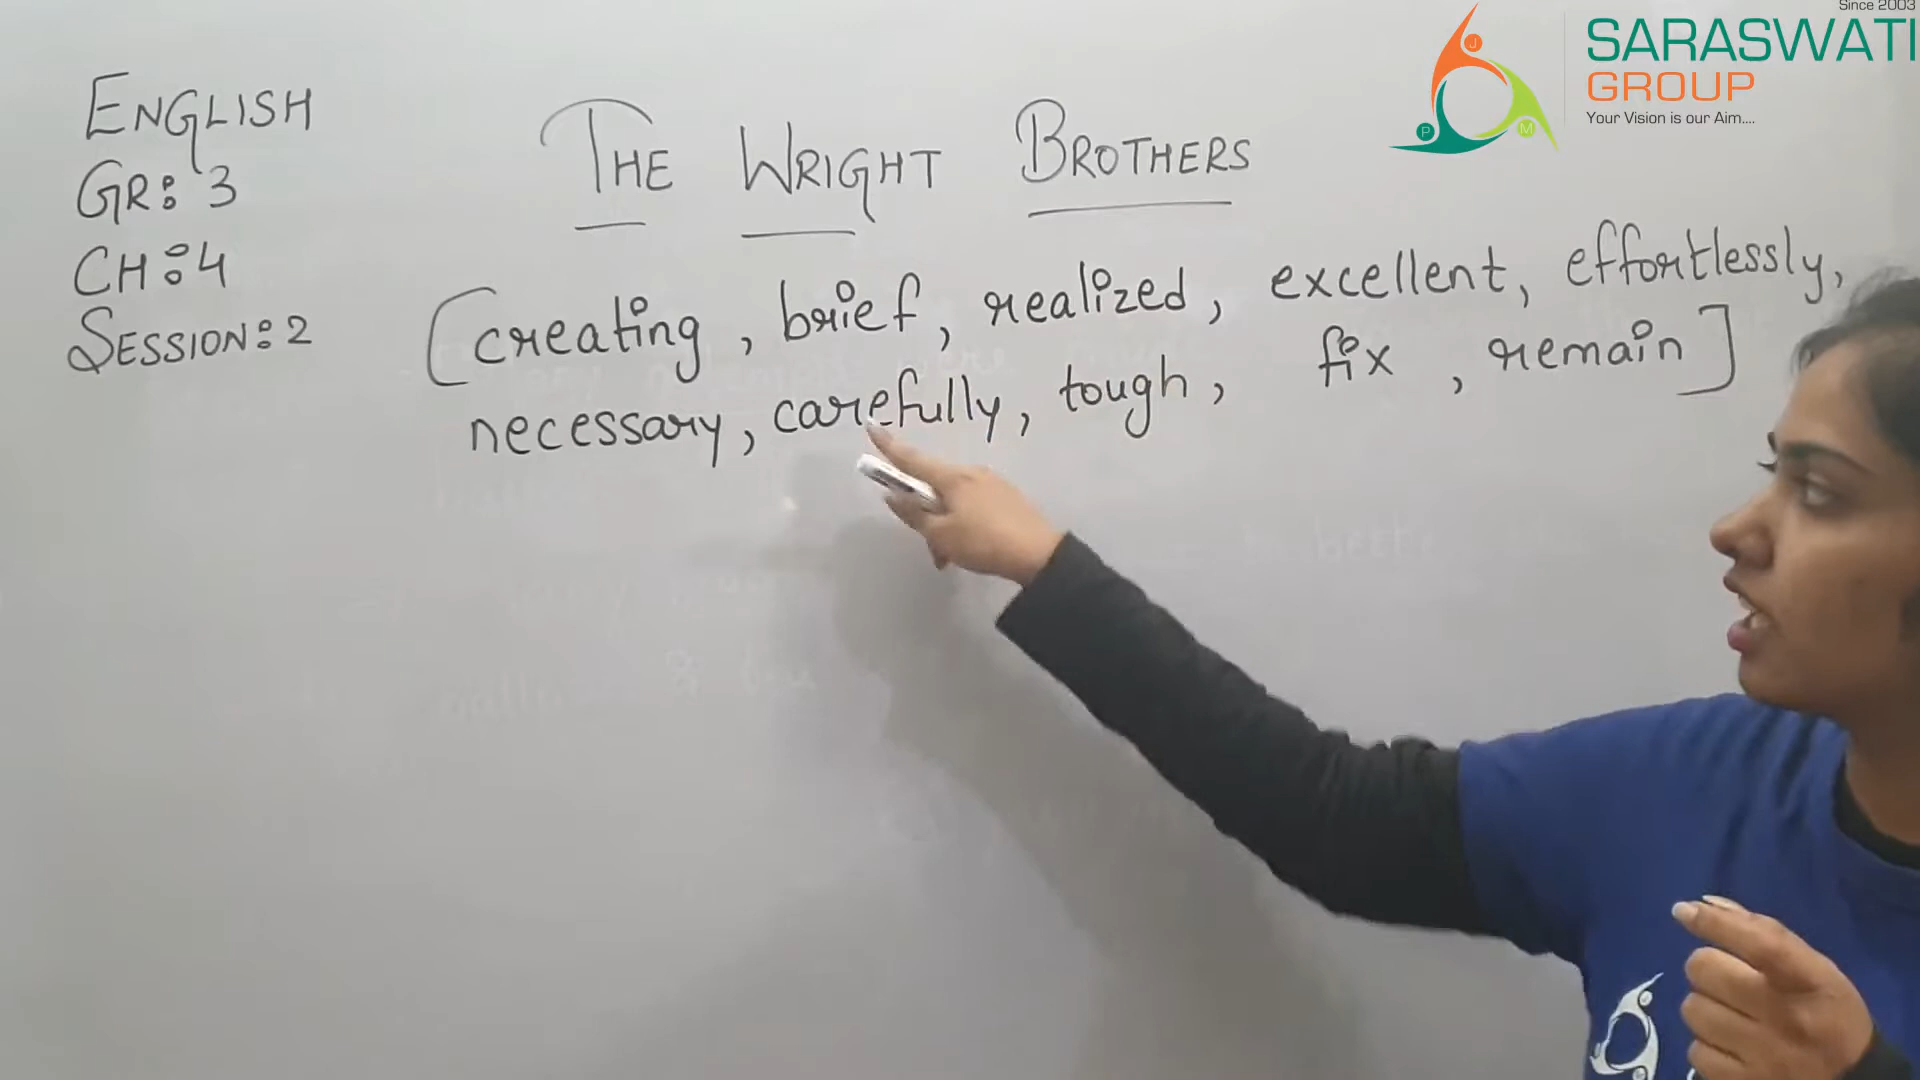 Since 2003
SARASWATI
GROUP
Your Vision is our Aim....
J
P
M
ENGLISH
GR: 3
CH: 4
SESSION: 2
THE WRIGHT BROTHERS
[creating, brief, realized, excellent, effortlessly,
necessary, carefully, tough, fix, remain]